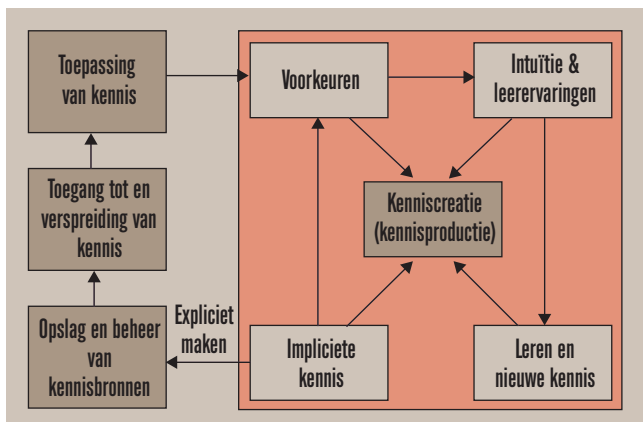 Toepassing
van kennis
Voorkeuren
Intuïtie &
leerervaringen
Toegang tot en
verspreiding van
kennis
Kenniscreatie
(kennisproductie)
Opslag en beheer
van
kennisbronnen
Expliciet
maken
Impliciete
kennis
Leren en
nieuwe kennis